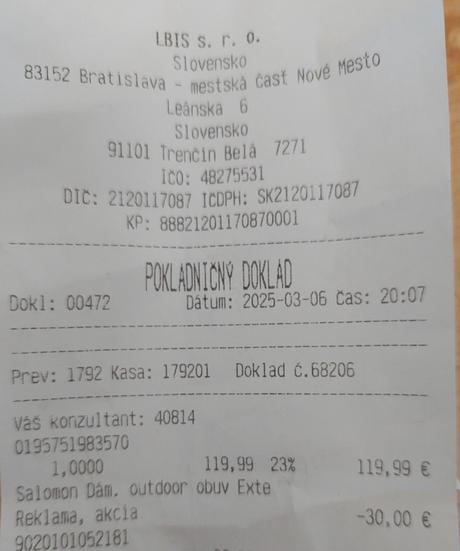 LBIS s. r. o.
Slovensko
83152 Bratislava - mestská časť Nové Mesto
Leánska 6
Slovensko
91101 Trenčín Belá 7271
IČO: 48275531
DIČ: 2120117087 IČDPH: SK2120117087
KP: 88821201170870001
POKLADNIČNÝ DOKLAD
Dokl: 00472 Dátum: 2025-03-06 Čas: 20:07
Prev: 1792 Kasa: 179201 Doklad č.68206
Váš konzultant: 40814
0195751983570
1,0000 119,99 23% 119,99 €
Salomon Dám. outdoor obuv Exte
Reklama, akcia -30,00 €
9020101052181